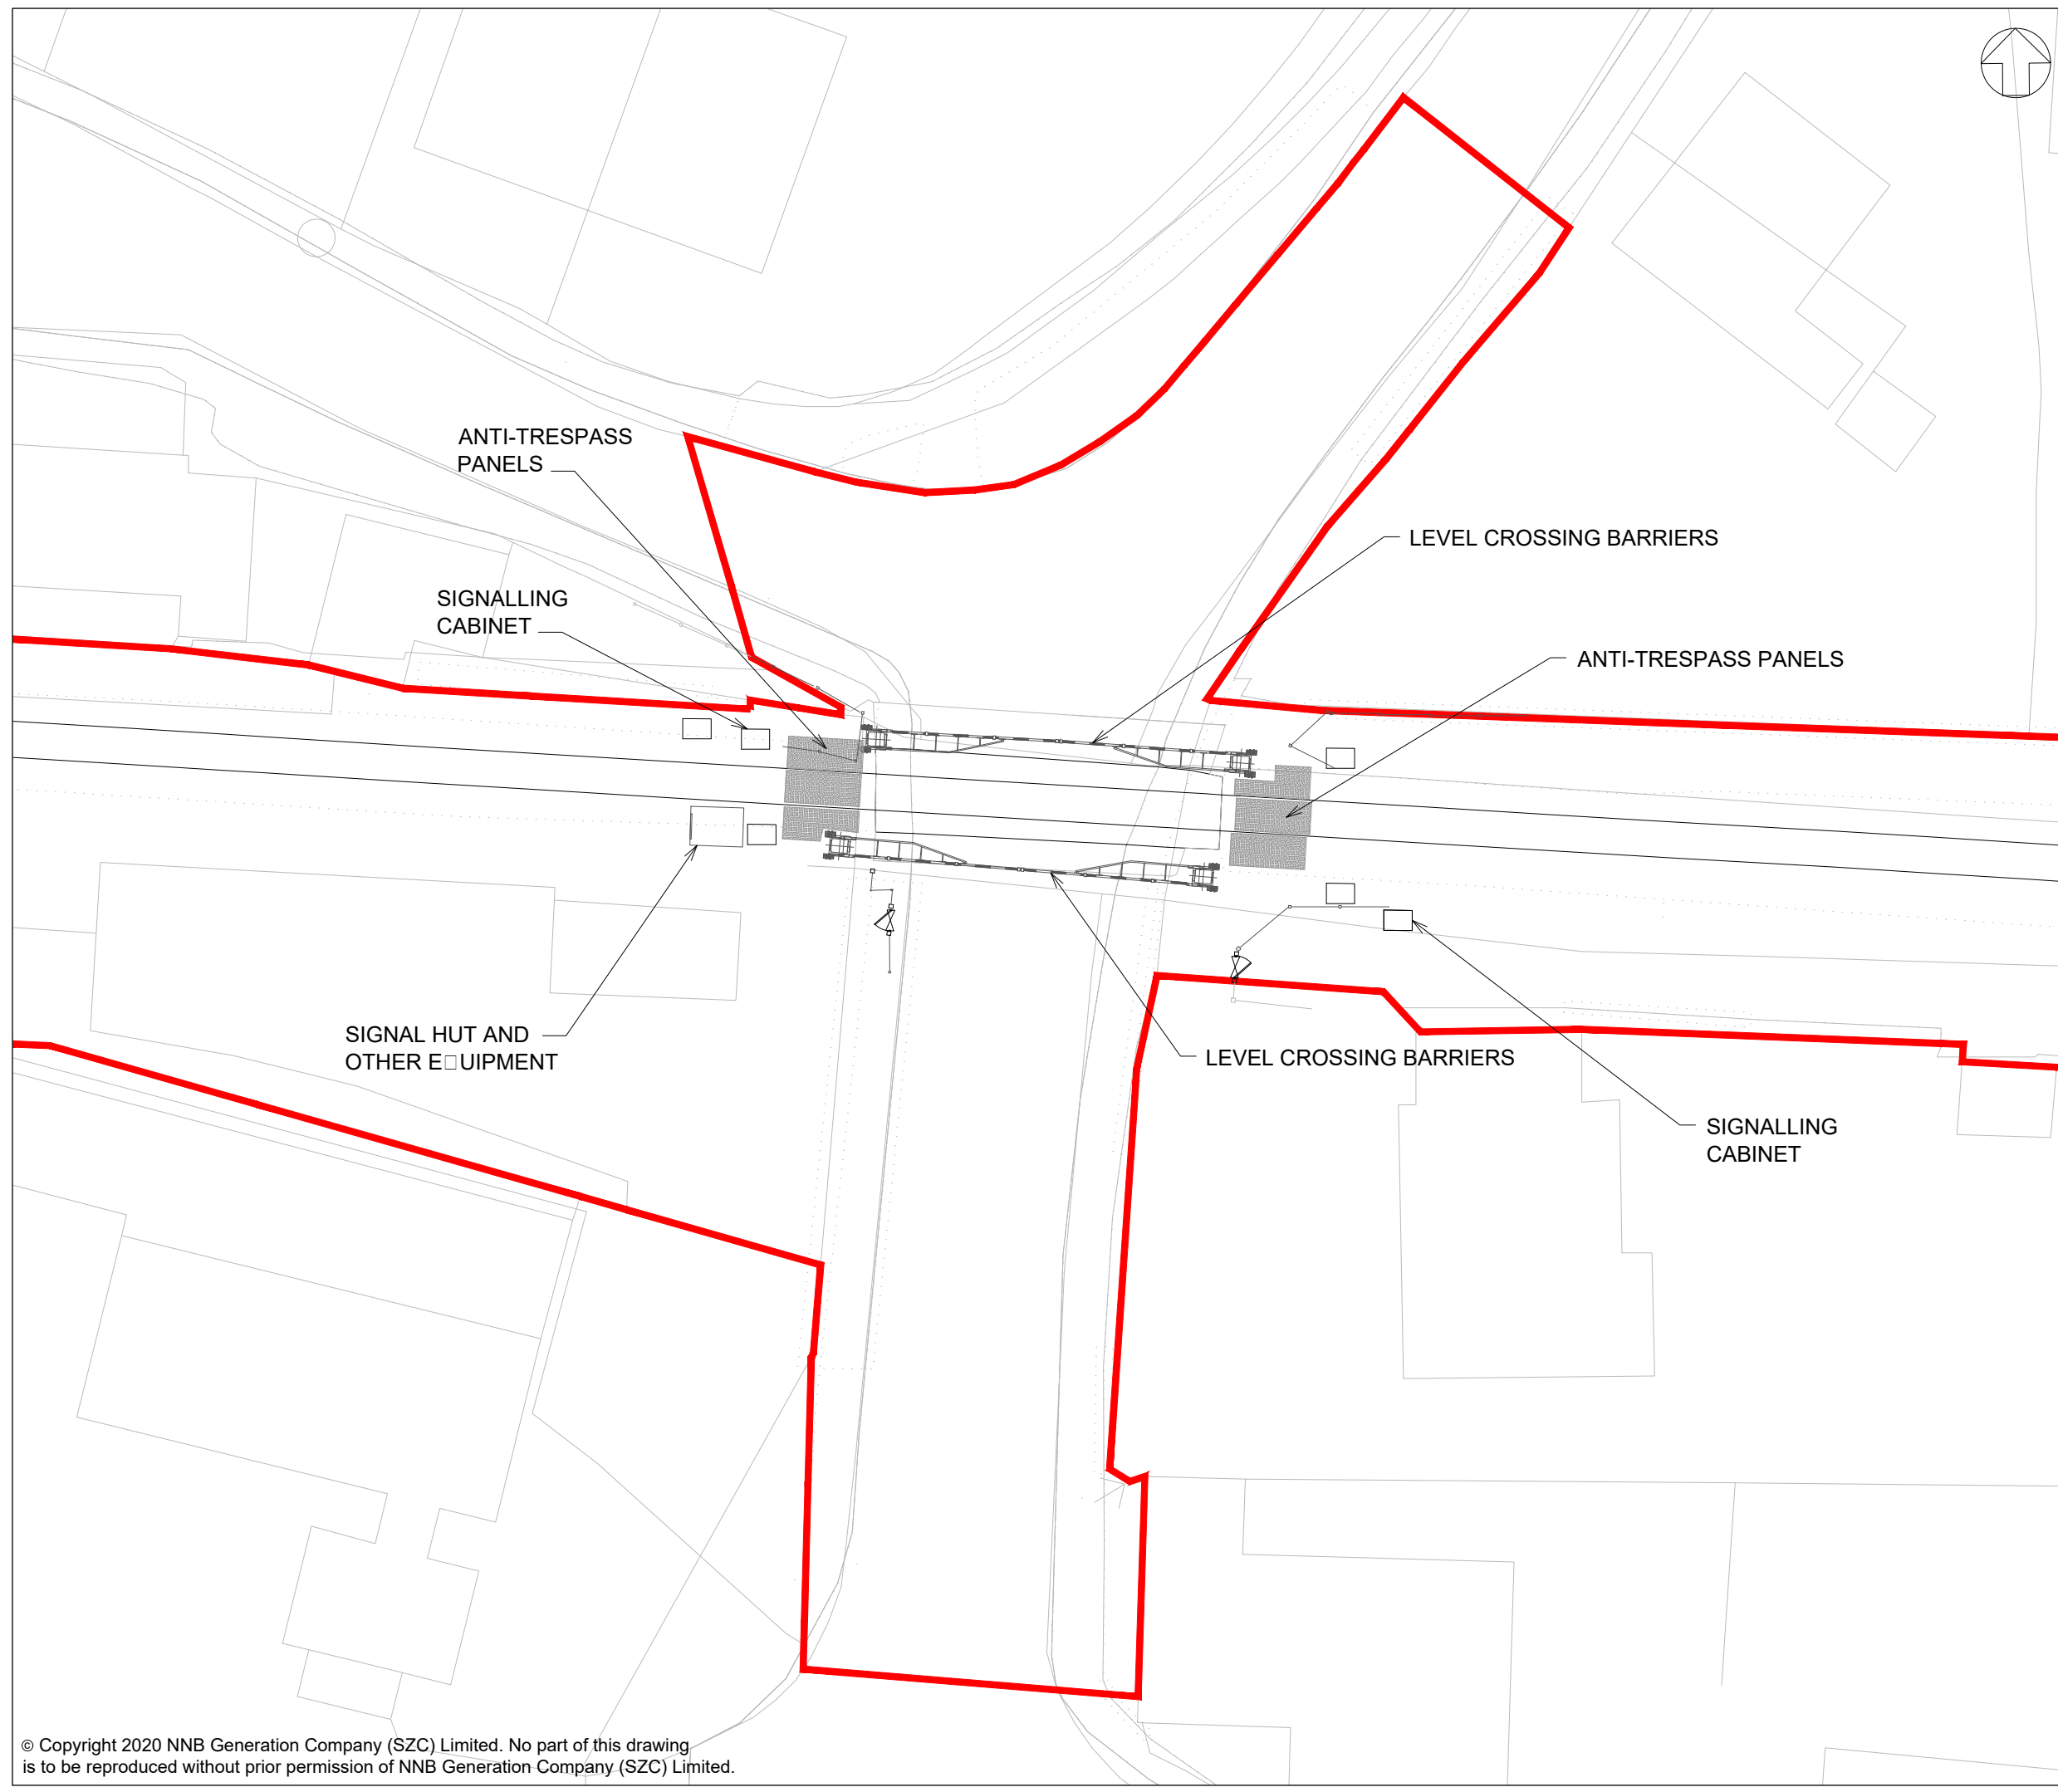 ANTI-TRESPASS
PANELS
LEVEL CROSSING BARRIERS
SIGNALLING
CABINET
ANTI-TRESPASS PANELS
SIGNAL HUT AND
OTHER E□UIPMENT
LEVEL CROSSING BARRIERS
SIGNALLING
CABINET
© Copyright 2020 NNB Generation Company (SZC) Limited. No part of this drawing
is to be reproduced without prior permission of NNB Generation Company (SZC) Limited.